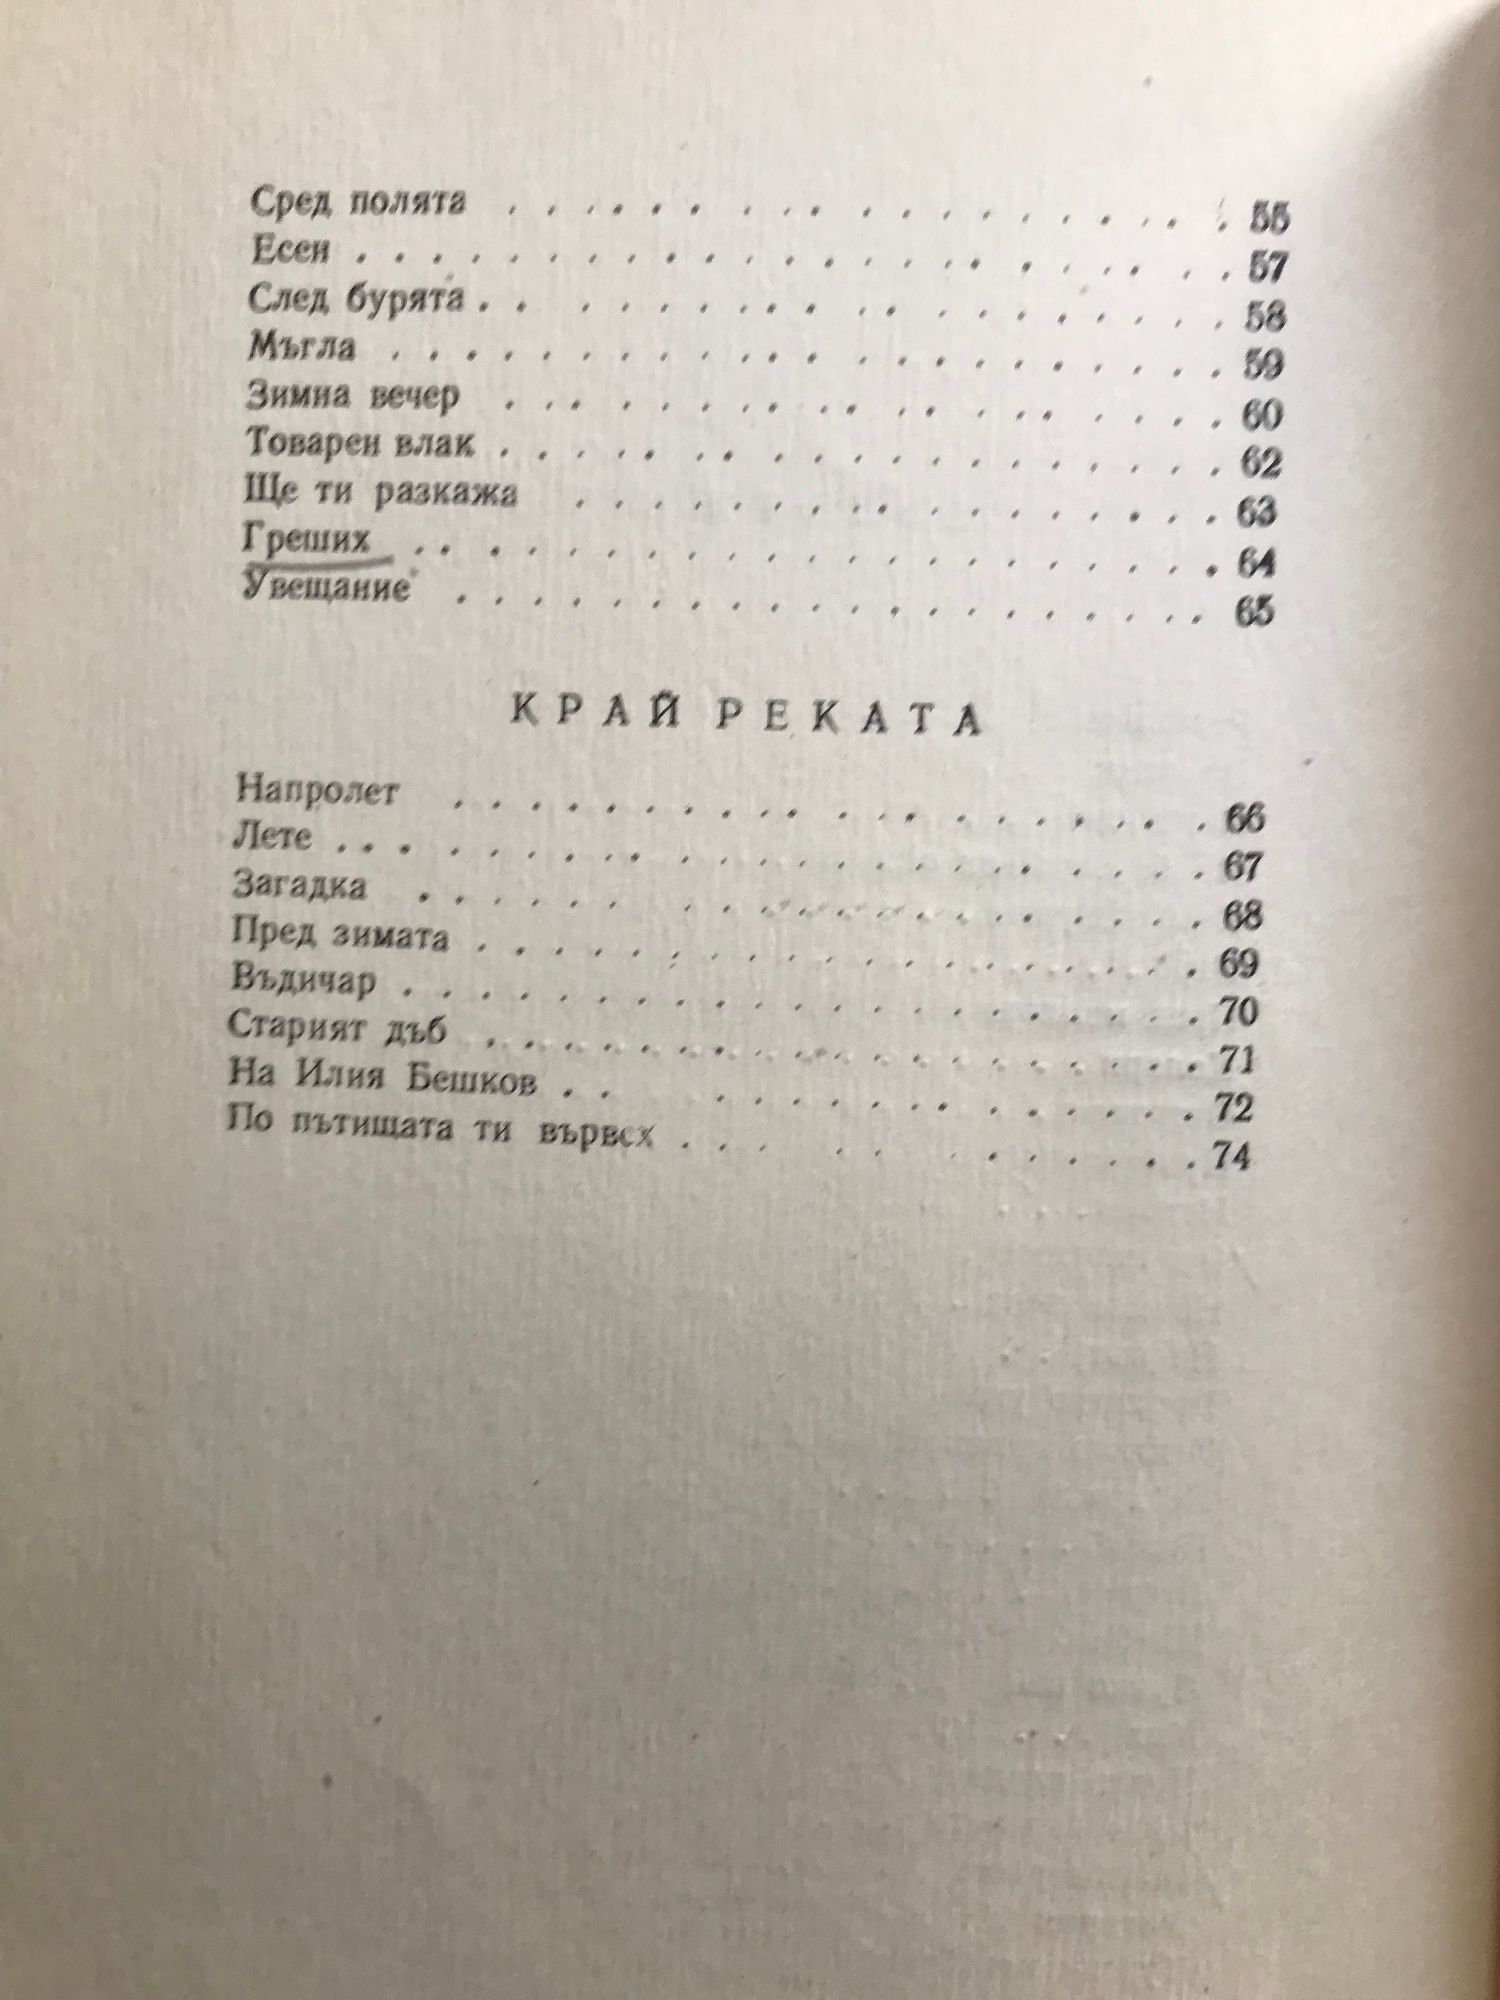 Сред полята . . . . . . . . . . . . . . . . . . 55
Есен . . . . . . . . . . . . . . . . . . . . . . 57
След бурята . . . . . . . . . . . . . . . . . . 58
Мъгла . . . . . . . . . . . . . . . . . . . . . 59
Зимна вечер . . . . . . . . . . . . . . . . . . 60
Товарен влак . . . . . . . . . . . . . . . . . . 62
Ще ти разкажа . . . . . . . . . . . . . . . . . 63
Греших . . . . . . . . . . . . . . . . . . . . . 64
Увещание . . . . . . . . . . . . . . . . . . . . 65
КРАЙ РЕКАТА
Напролет . . . . . . . . . . . . . . . . . . . . 66
Лете . . . . . . . . . . . . . . . . . . . . . . 67
Загадка . . . . . . . . . . . . . . . . . . . . 68
Пред зимата . . . . . . . . . . . . . . . . . . 69
Въдичар . . . . . . . . . . . . . . . . . . . . 70
Старият дъб . . . . . . . . . . . . . . . . . . 71
На Илия Бешков . . . . . . . . . . . . . . . 72
По пътищата ти вървях . . . . . . . . . . . . 74